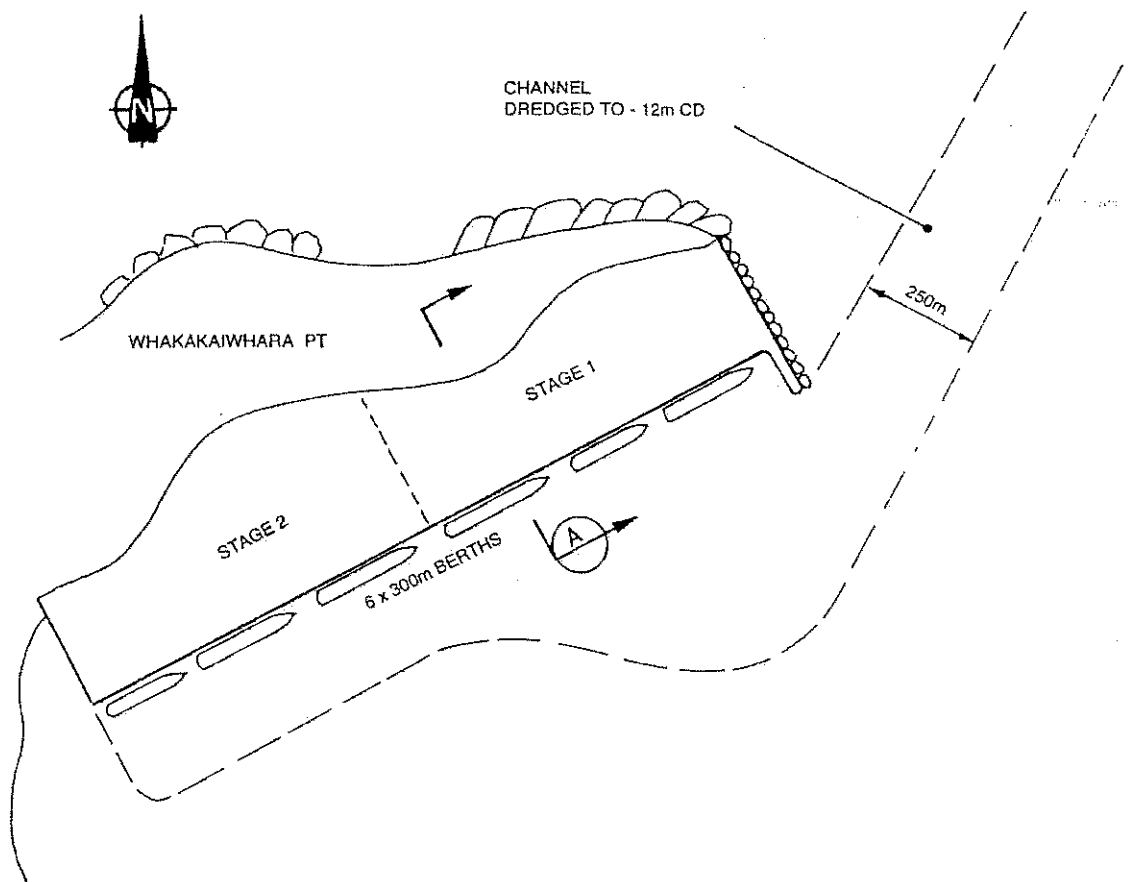 N
CHANNEL
DREDGED TO - 12m CD
250m
WHAKAKAIWHARA PT
STAGE 1
STAGE 2
A
6 x 300m BERTHS